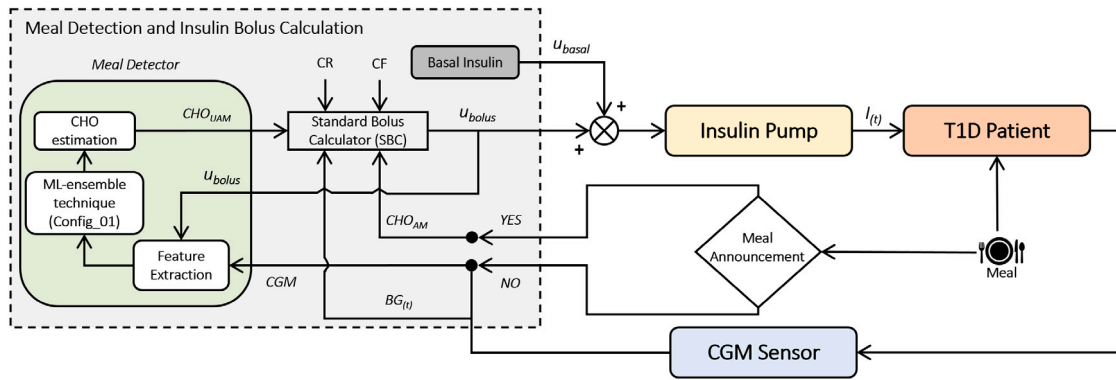 Meal Detection and Insulin Bolus Calculation
Meal Detector
CR
CF
Basal Insulin
u_basal
CHO
estimation
CHO_UAM
Standard Bolus
Calculator (SBC)
u_bolus
+
+
Insulin Pump
I_(t)
T1D Patient
ML-ensemble
technique
(Config_01)
u_bolus
CHO_AM
YES
Meal
Announcement
Meal
Feature
Extraction
CGM
NO
BG_(t)
CGM Sensor